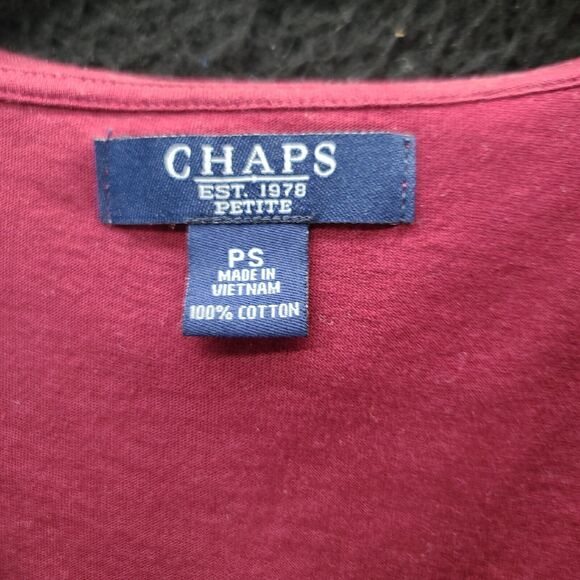 CHAPS
EST. 1978
PETITE
PS
MADE IN
VIETNAM
100% COTTON